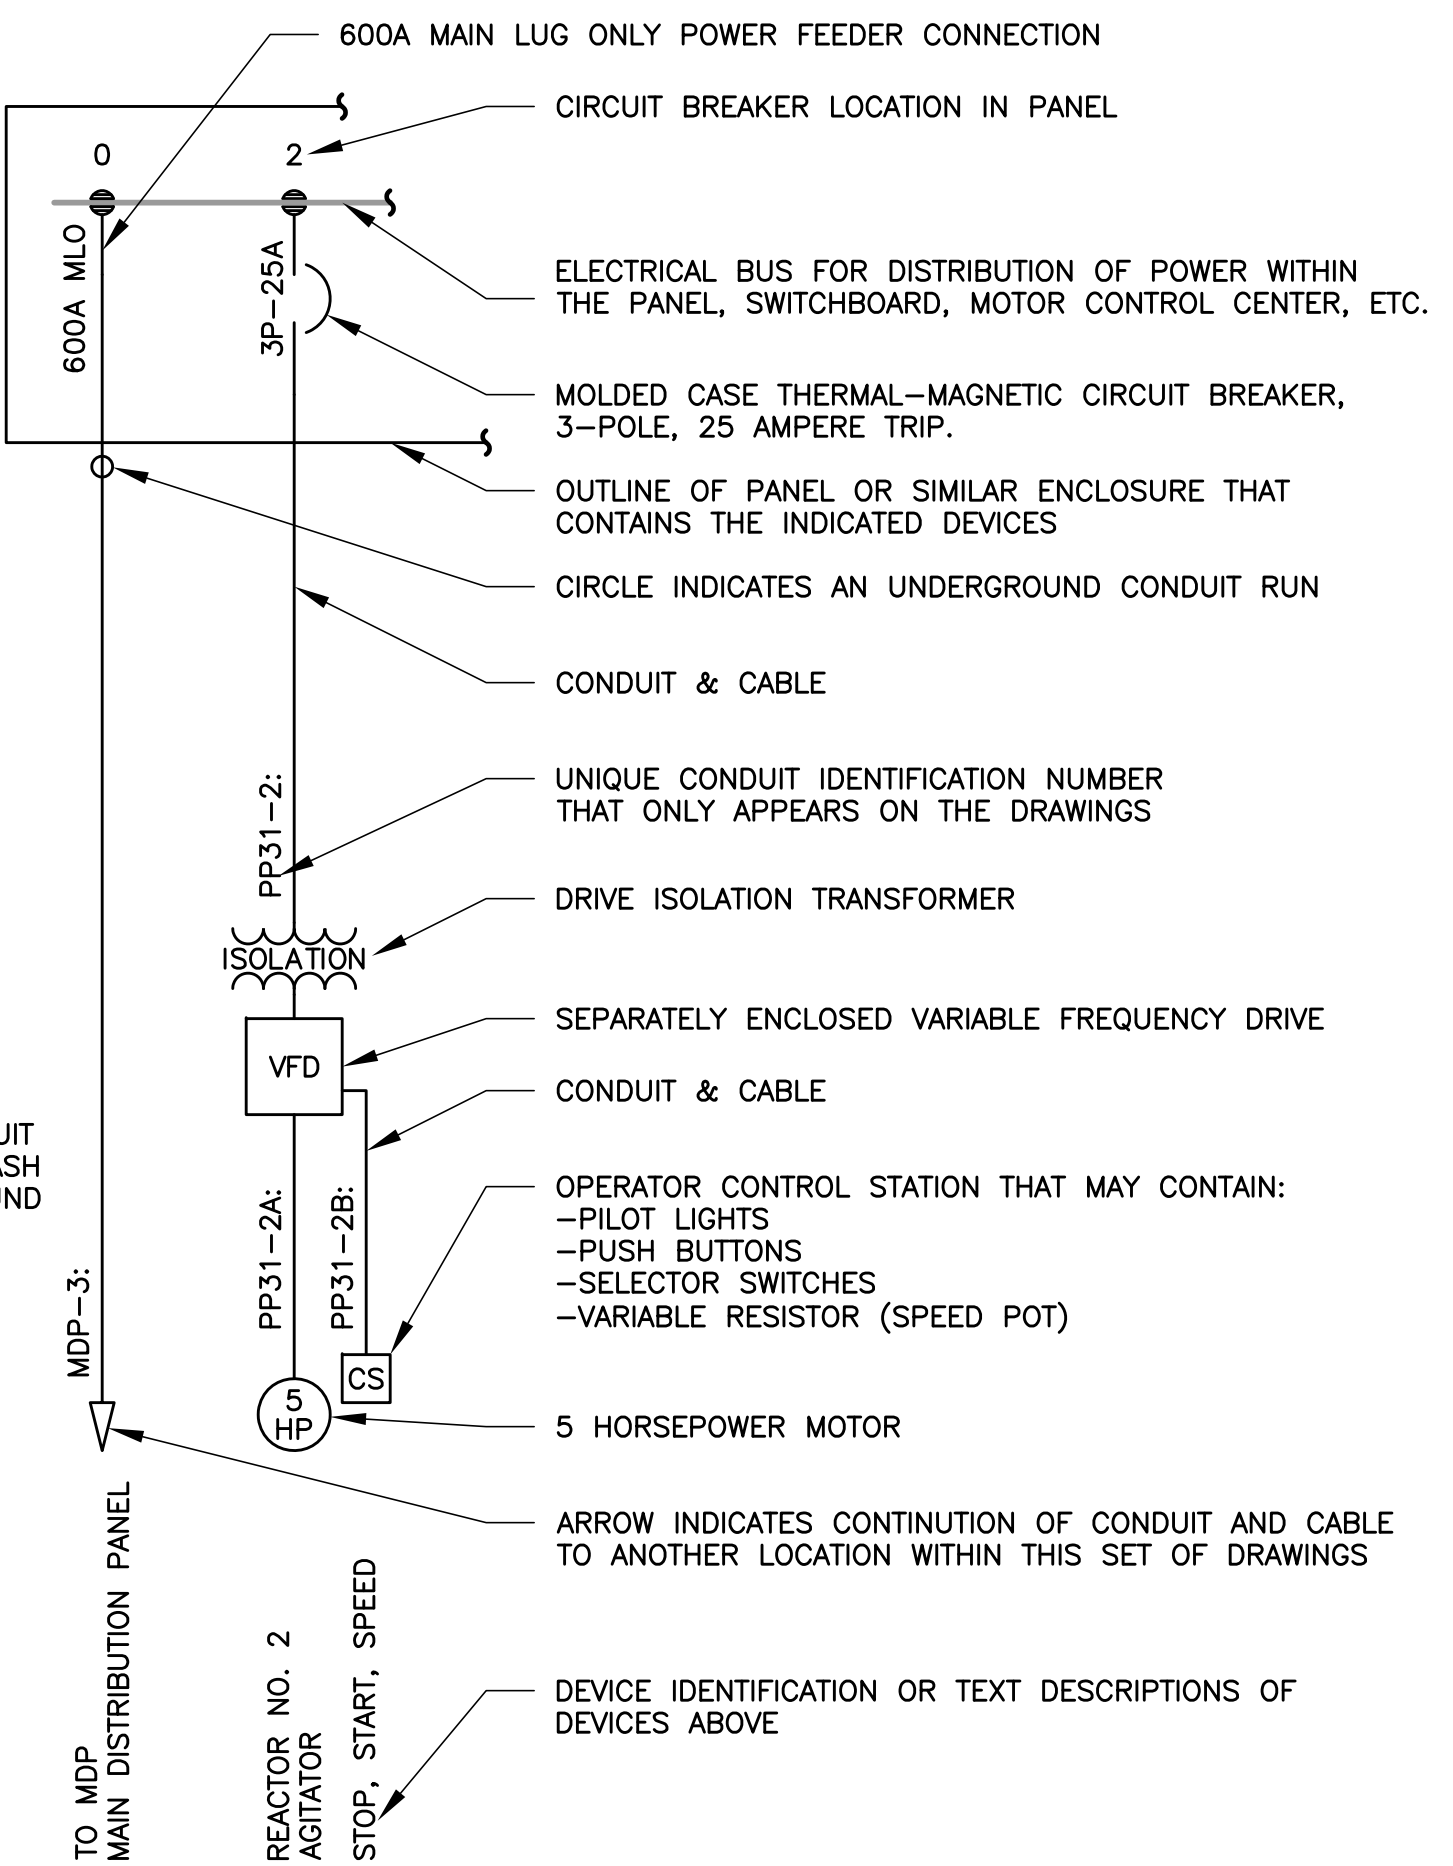 600A MAIN LUG ONLY POWER FEEDER CONNECTION
CIRCUIT BREAKER LOCATION IN PANEL
0
2
600A MLO
3P-25A
ELECTRICAL BUS FOR DISTRIBUTION OF POWER WITHIN
THE PANEL, SWITCHBOARD, MOTOR CONTROL CENTER, ETC.
MOLDED CASE THERMAL-MAGNETIC CIRCUIT BREAKER,
3-POLE, 25 AMPERE TRIP.
OUTLINE OF PANEL OR SIMILAR ENCLOSURE THAT
CONTAINS THE INDICATED DEVICES
CIRCLE INDICATES AN UNDERGROUND CONDUIT RUN
CONDUIT & CABLE
PP31-2:
UNIQUE CONDUIT IDENTIFICATION NUMBER
THAT ONLY APPEARS ON THE DRAWINGS
DRIVE ISOLATION TRANSFORMER
ISOLATION
SEPARATELY ENCLOSED VARIABLE FREQUENCY DRIVE
VFD
CONDUIT & CABLE
UIT
ASH
UND
OPERATOR CONTROL STATION THAT MAY CONTAIN:
-PILOT LIGHTS
-PUSH BUTTONS
-SELECTOR SWITCHES
-VARIABLE RESISTOR (SPEED POT)
MDP-3:
PP31-2A:
PP31-2B:
CS
5
HP
5 HORSEPOWER MOTOR
ARROW INDICATES CONTINUTION OF CONDUIT AND CABLE
TO ANOTHER LOCATION WITHIN THIS SET OF DRAWINGS
TO MDP
MAIN DISTRIBUTION PANEL
REACTOR NO. 2
AGITATOR
STOP, START, SPEED
DEVICE IDENTIFICATION OR TEXT DESCRIPTIONS OF
DEVICES ABOVE